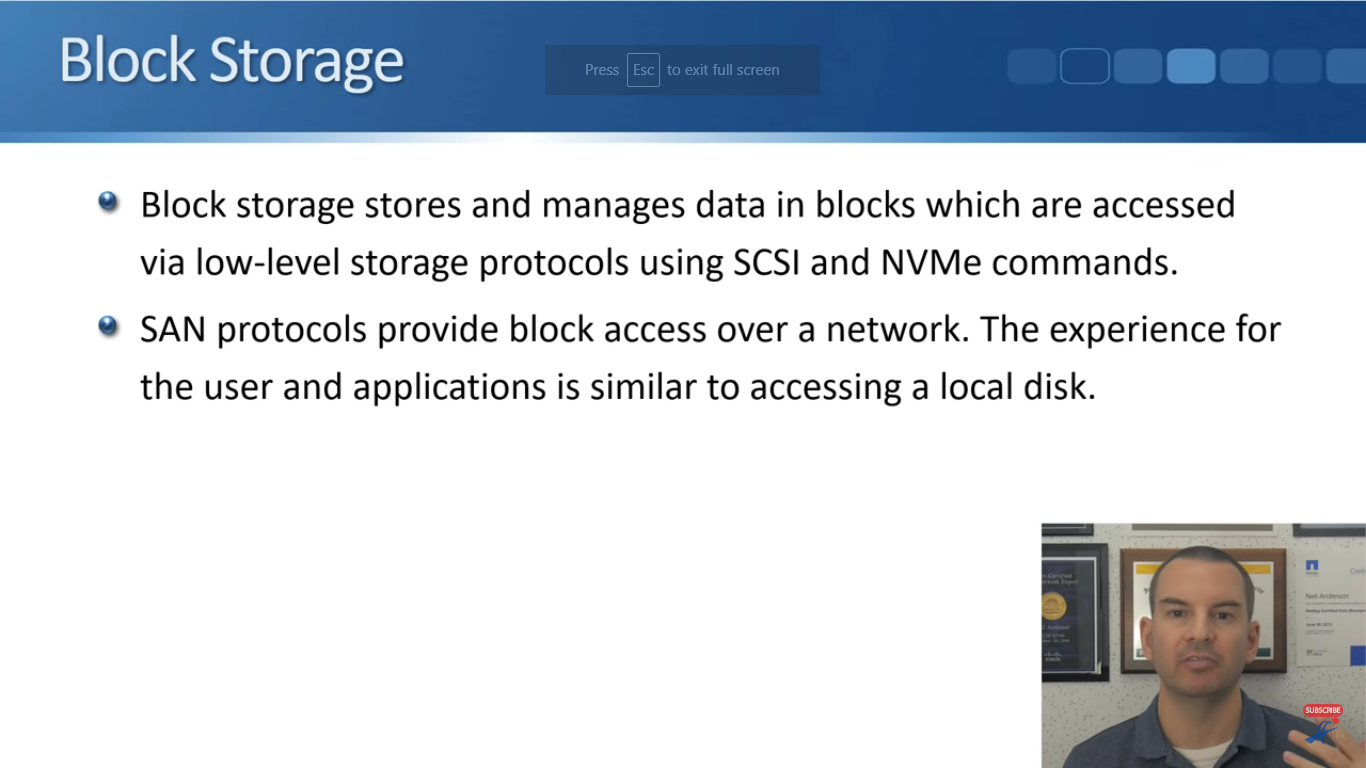 Block Storage
Press Esc to exit full screen
Block storage stores and manages data in blocks which are accessed
via low-level storage protocols using SCSI and NVMe commands.
SAN protocols provide block access over a network. The experience for
the user and applications is similar to accessing a local disk.
Neil Anderson
SUBSCRIBE